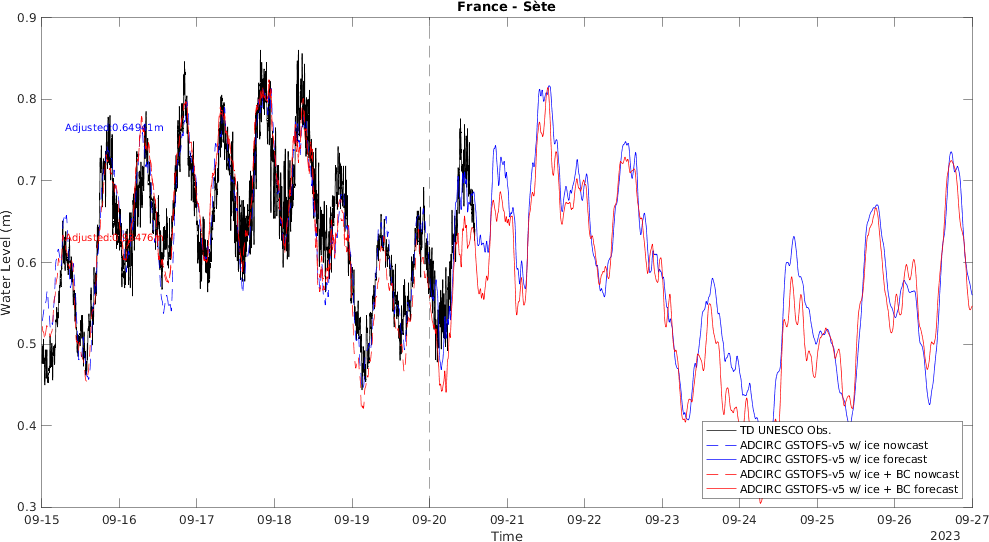 France - Sète
Water Level (m)
0.9
0.8
0.7
0.6
0.5
0.4
0.3
TD UNESCO Obs.
ADCIRC GSTOFS-v5 w/ ice nowcast
ADCIRC GSTOFS-v5 w/ ice forecast
ADCIRC GSTOFS-v5 w/ ice + BC nowcast
ADCIRC GSTOFS-v5 w/ ice + BC forecast
09-15 09-16 09-17 09-18 09-19 09-20 09-21 09-22 09-23 09-24 09-25 09-26 09-27
Time
2023